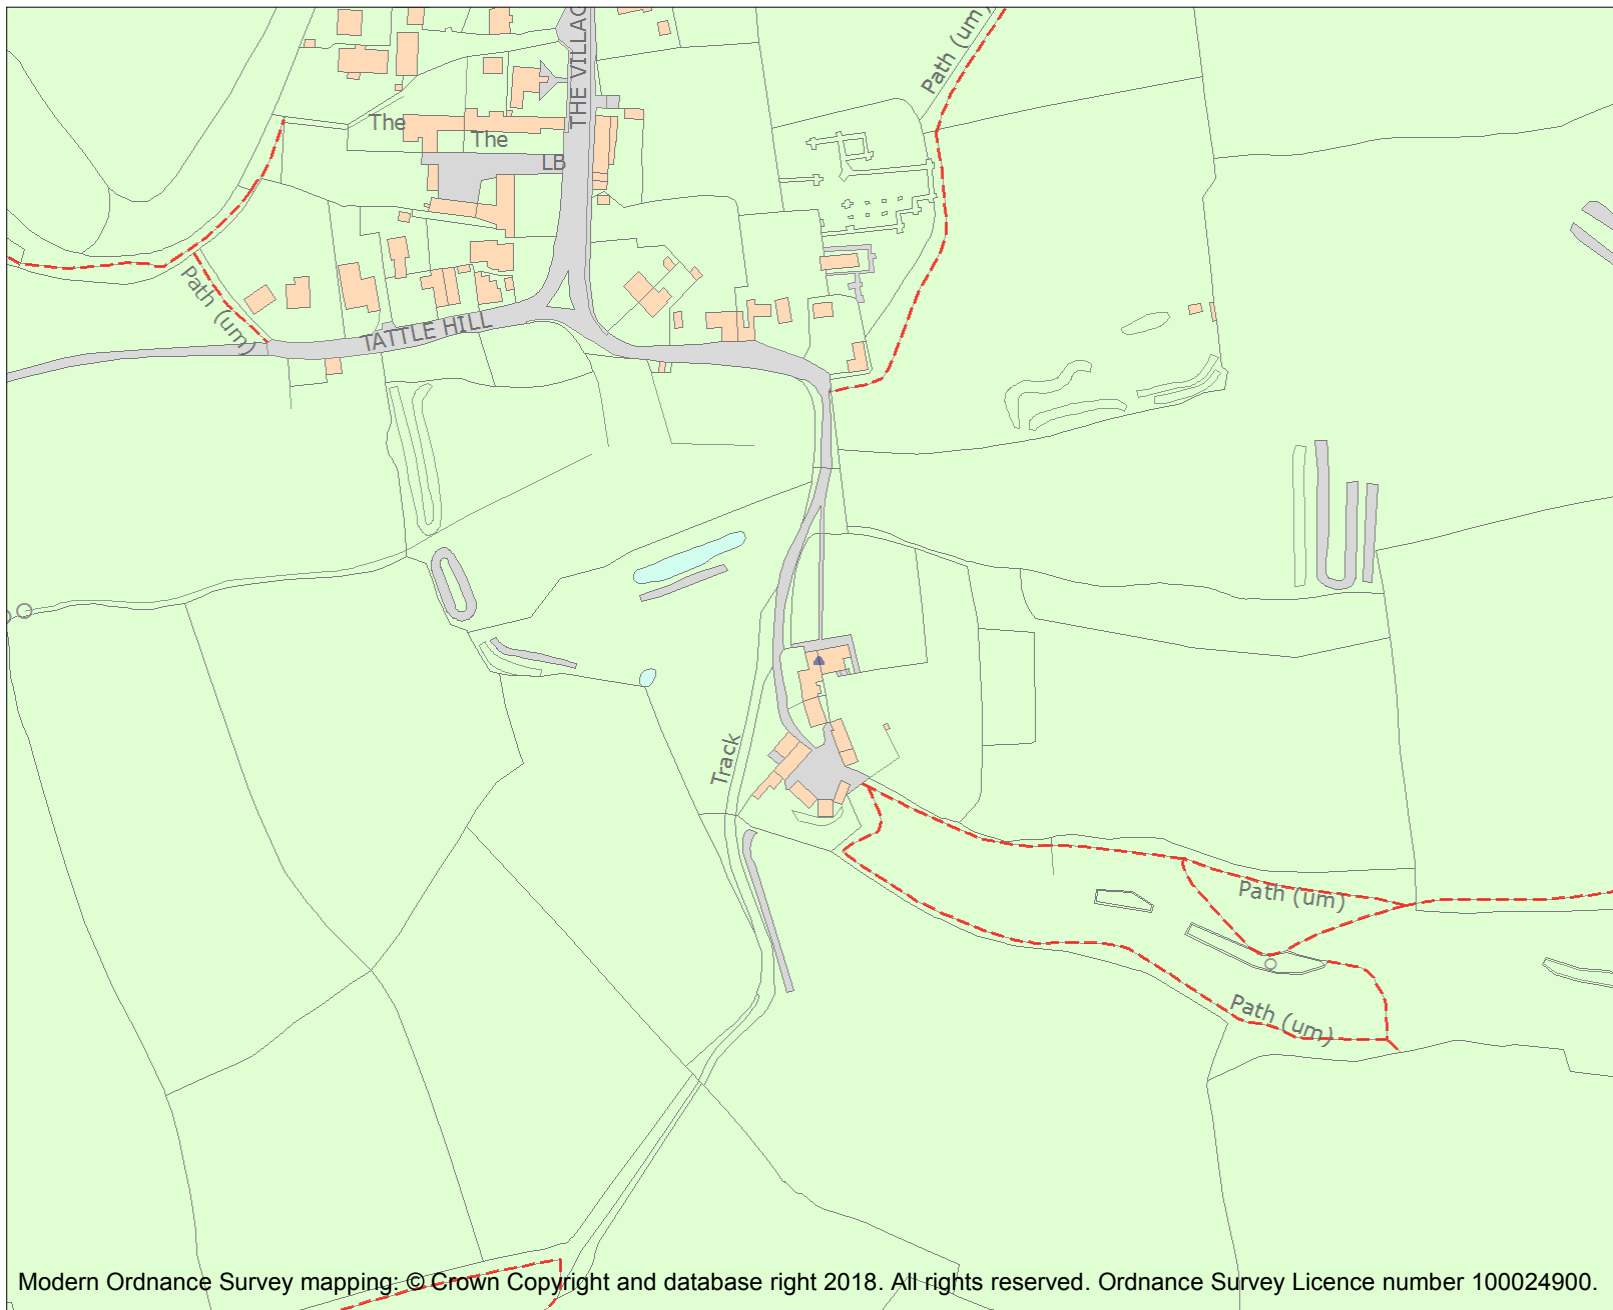 Path (um)
THE VILLAG
The
The
LB
Path (um)
TATTLE HILL
Track
Path (um)
Path (um)
Modern Ordnance Survey mapping: © Crown Copyright and database right 2018. All rights reserved. Ordnance Survey Licence number 100024900.